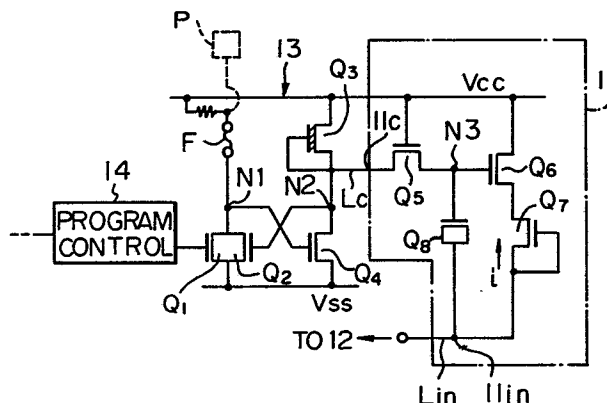 P
13
Q3
Vcc
1
F
11c
N3
Q6
14
N1
N2
Lc
Q5
Q7
PROGRAM
CONTROL
Q8
i
Q1
Q2
Q4
Vss
TO 12
Lin
11in